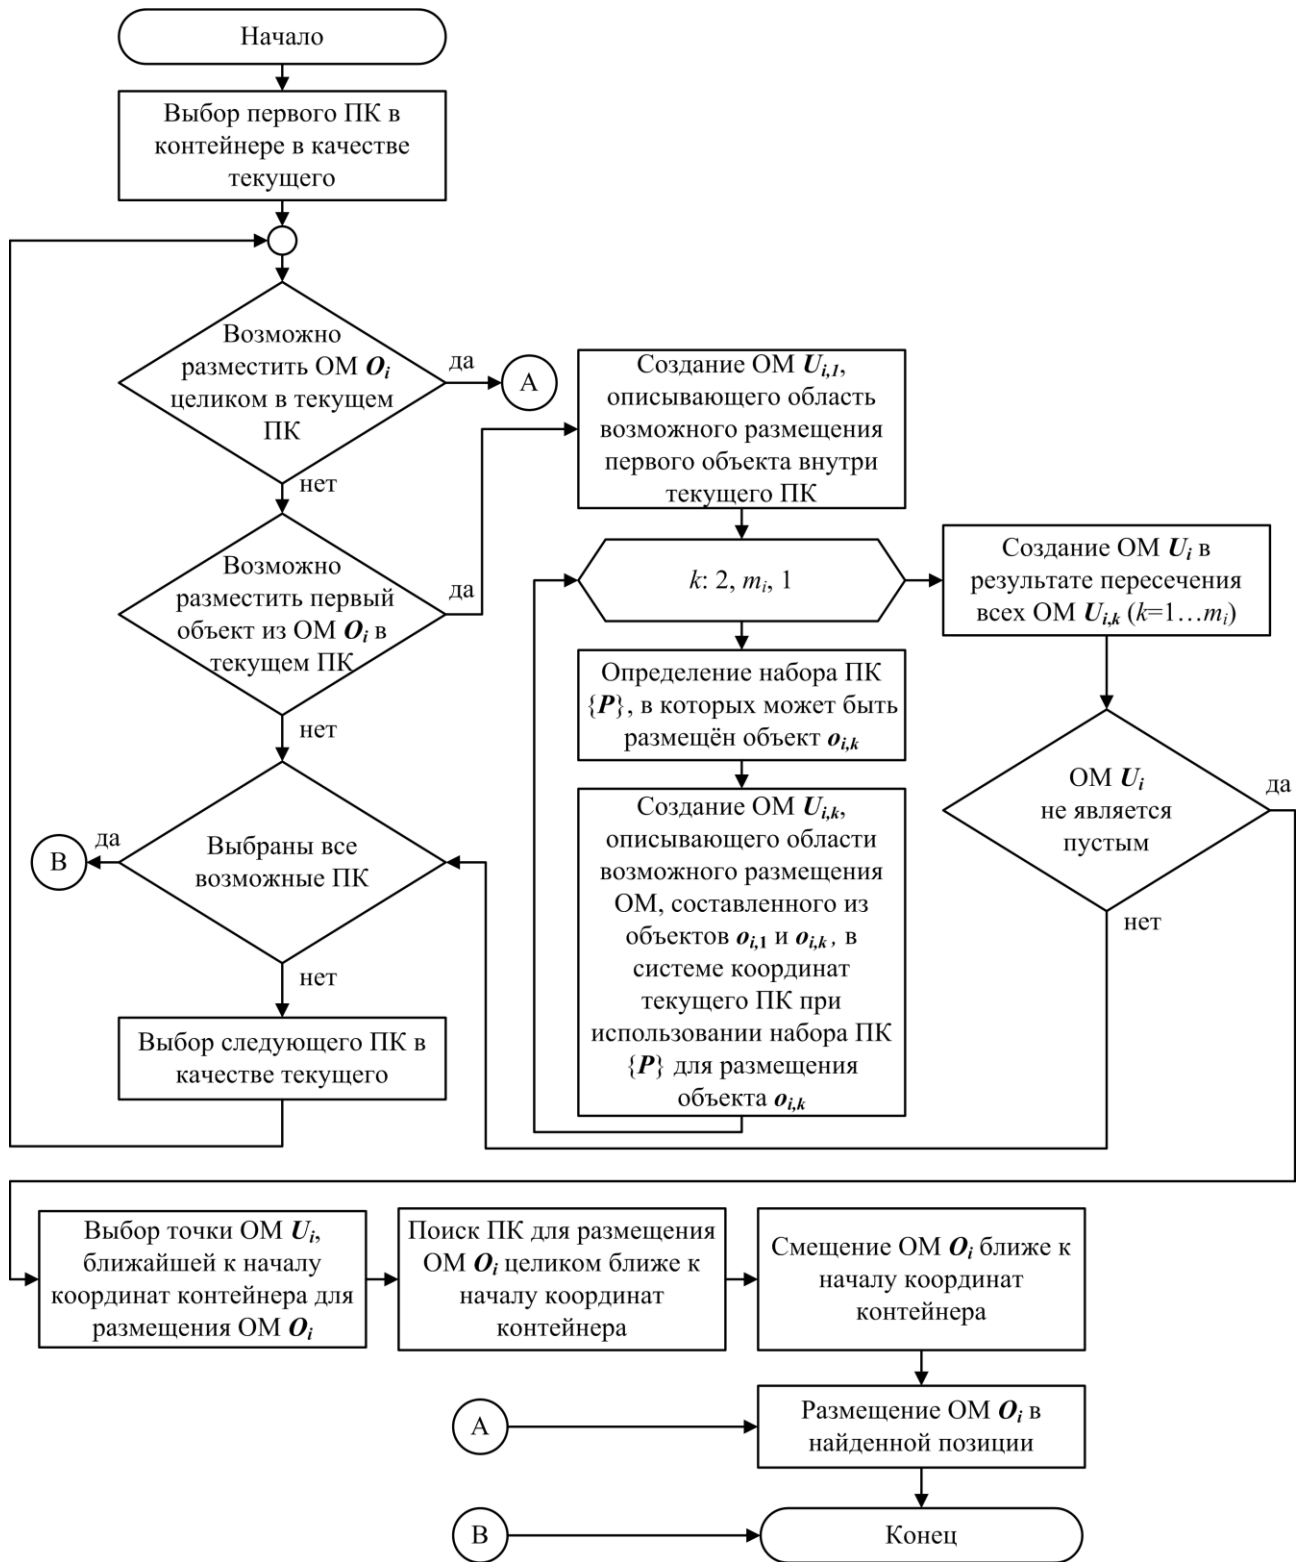 Начало
Выбор первого ПК в
контейнере в качестве
текущего
Возможно
разместить ОМ Oi
целиком в текущем
ПК
да
А
нет
Возможно
разместить первый
объект из ОМ Oi в
текущем ПК
да
нет
Выбраны все
возможные ПК
да
В
нет
Выбор следующего ПК в
качестве текущего
Создание ОМ Ui,1,
описывающего область
возможного размещения
первого объекта внутри
текущего ПК
k: 2, mi, 1
Определение набора ПК
{P}, в которых может быть
размещён объект oi,k
Создание ОМ Ui,k,
описывающего области
возможного размещения
ОМ, составленного из
объектов oi,1 и oi,k, в
системе координат
текущего ПК при
использовании набора ПК
{P} для размещения
объекта oi,k
Создание ОМ Ui в
результате пересечения
всех ОМ Ui,k (k=1…mi)
ОМ Ui
не является
пустым
да
нет
Выбор точки ОМ Ui,
ближайшей к началу
координат контейнера для
размещения ОМ Oi
Поиск ПК для размещения
ОМ Oi целиком ближе к
началу координат
контейнера
Смещение ОМ Oi ближе к
началу координат
контейнера
А
Размещение ОМ Oi в
найденной позиции
В
Конец